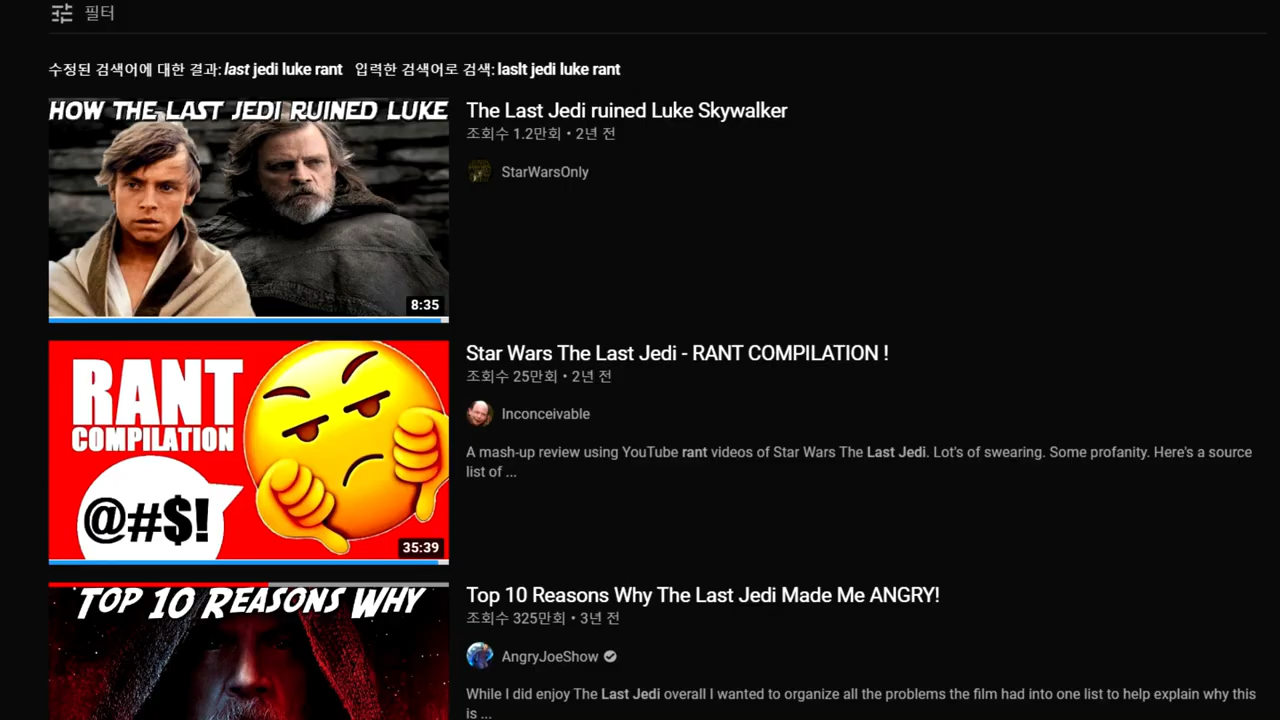 필터
수정된 검색어에 대한 결과: last jedi luke rant 입력한 검색어로 검색: laslt jedi luke rant
HOW THE LAST JEDI RUINED LUKE
8:35
The Last Jedi ruined Luke Skywalker
조회수 1.2만회 • 2년 전
StarWarsOnly
RANT
COMPILATION
@#$!
35:39
Star Wars The Last Jedi - RANT COMPILATION !
조회수 25만회 • 2년 전
Inconceivable
A mash-up review using YouTube rant videos of Star Wars The Last Jedi. Lot's of swearing. Some profanity. Here's a source
list of ...
TOP 10 REASONS WHY
Top 10 Reasons Why The Last Jedi Made Me ANGRY!
조회수 325만회 • 3년 전
AngryJoeShow
While I did enjoy The Last Jedi overall I wanted to organize all the problems the film had into one list to help explain why this
is ...